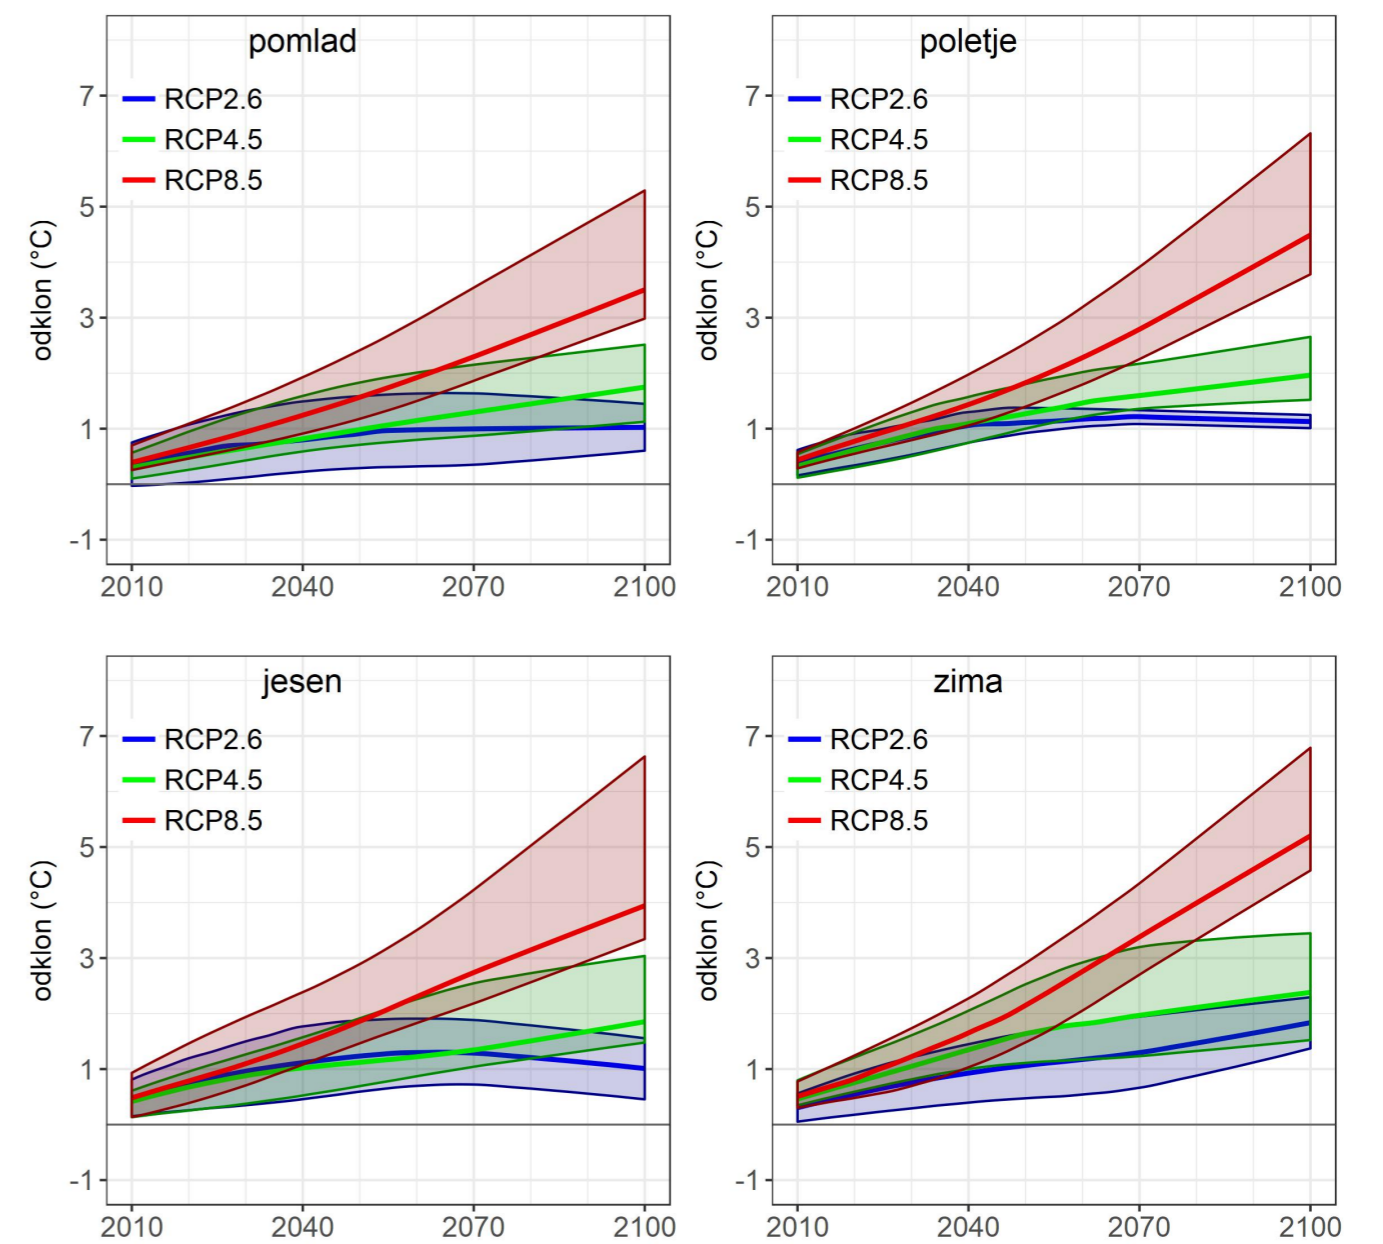 pomlad
7
RCP2.6
RCP4.5
RCP8.5
5
3
1
-1
odklon (°C)
2010 2040 2070 2100
poletje
7
RCP2.6
RCP4.5
RCP8.5
5
3
1
-1
odklon (°C)
2010 2040 2070 2100
jesen
7
RCP2.6
RCP4.5
RCP8.5
5
3
1
-1
odklon (°C)
2010 2040 2070 2100
zima
7
RCP2.6
RCP4.5
RCP8.5
5
3
1
-1
odklon (°C)
2010 2040 2070 2100